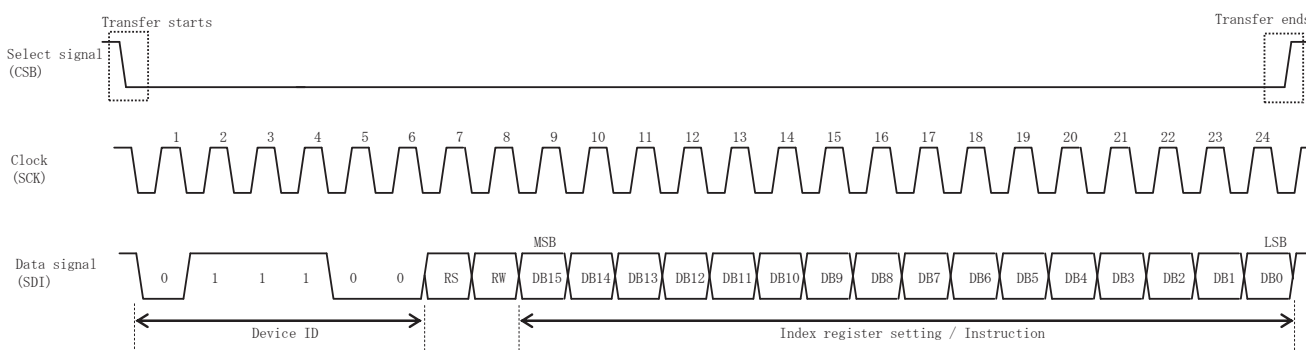 Transfer starts
Transfer ends
Select signal
(CSB)
1 2 3 4 5 6 7 8 9 10 11 12 13 14 15 16 17 18 19 20 21 22 23 24
Clock
(SCK)
MSB LSB
Data signal
(SDI)
0 1 1 1 0 0 RS RW DB15 DB14 DB13 DB12 DB11 DB10 DB9 DB8 DB7 DB6 DB5 DB4 DB3 DB2 DB1 DB0
Device ID
Index register setting / Instruction